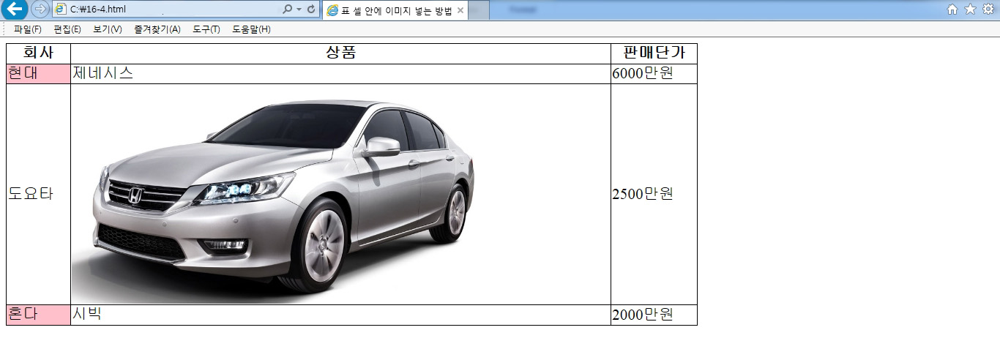 C:\16-4.html
표 셀 안에 이미지 넣는 방법
파일(F) 편집(E) 보기(V) 즐겨찾기(A) 도구(T) 도움말(H)
회사 상품 판매단가
현대 제네시스 6000만원
도요타 2500만원
혼다 시빅 2000만원